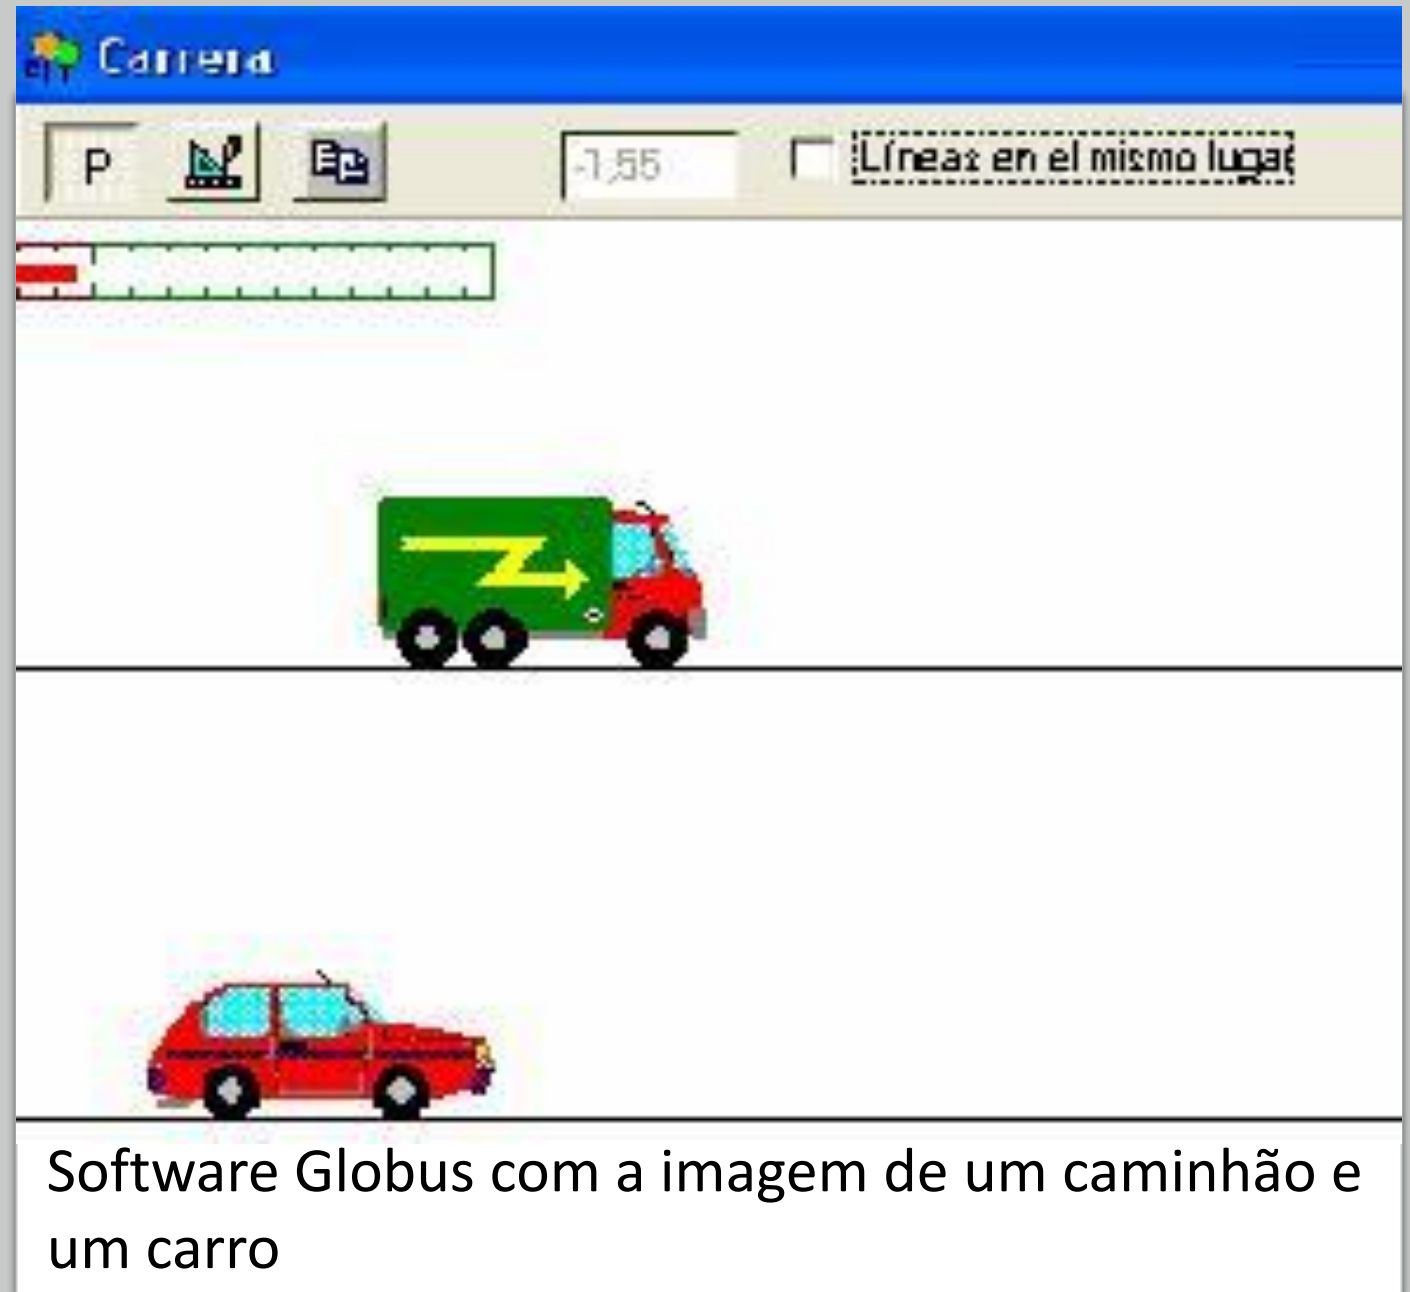 Carrera
P
-1,55
Líneas en el mismo lugar
Software Globus com a imagem de um caminhão e
um carro